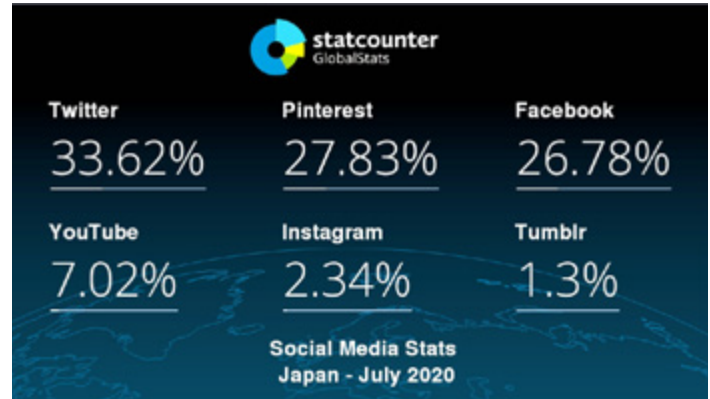 statcounter
GlobalStats
Twitter
Pinterest
Facebook
33.62%
27.83%
26.78%
YouTube
Instagram
Tumblr
7.02%
2.34%
1.3%
Social Media Stats
Japan - July 2020